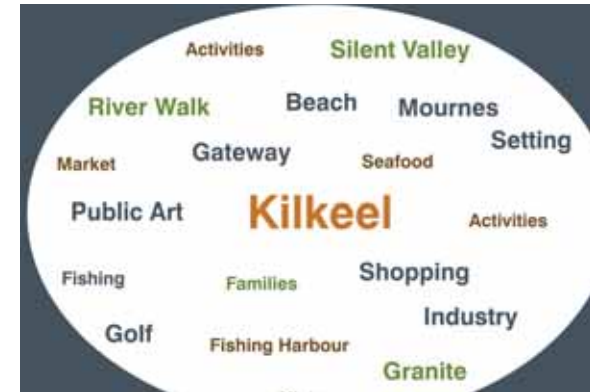 Activities
Silent Valley
River Walk
Beach
Mournes
Setting
Market
Gateway
Seafood
Public Art
Kilkeel
Activities
Fishing
Families
Shopping
Golf
Fishing Harbour
Industry
Granite